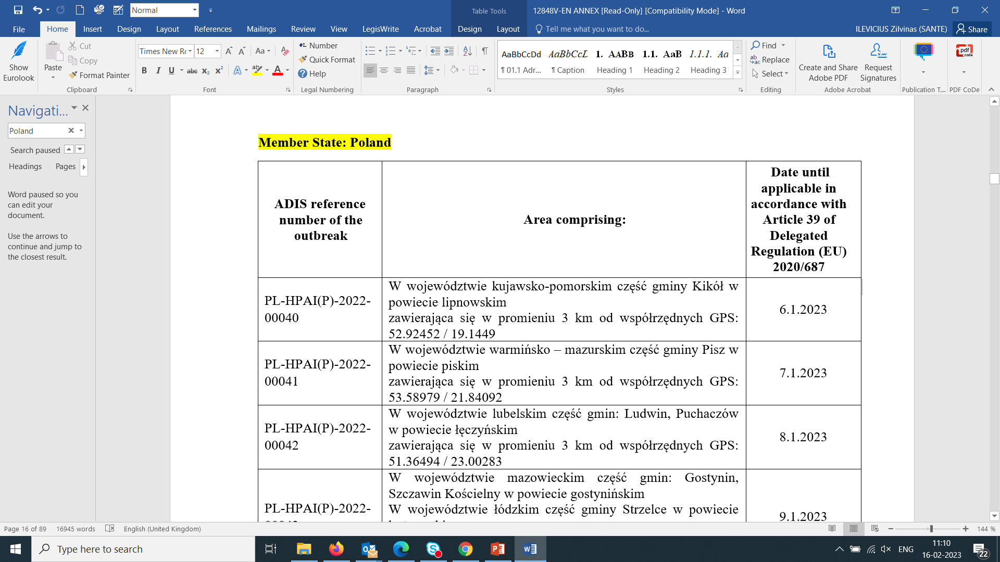 Normal
Table Tools
12848V-EN ANNEX [Read-Only] [Compatibility Mode] - Word
File
Home
Insert
Design
Layout
References
Mailings
Review
View
LegisWrite
Acrobat
Design
Layout
Tell me what you want to do...
ILEVICIUS Zilvinas (SANTE)
Share
Show
Eurolook
Paste
Cut
Copy
Format Painter
Clipboard
Times New Ro
12
Font
Number
Quick Format
Help
Legal Numbering
Paragraph
AaBbCcDd
AaBbCcL
1. AABB
1.1. AaB
1.1.1. Aa
¶ 01.1 Adr...
¶ Caption
Heading 1
Heading 2
Heading 3
Styles
Find
Replace
Select
Editing
Create and Share
Adobe PDF
Request
Signatures
Adobe Acrobat
Publication T...
PDF CoDe
Navigati...
Poland
Search paused
Headings
Pages
Word paused so you
can edit your
document.
Use the arrows to
continue and jump to
the closest result.
Member State: Poland
ADIS reference
number of the
outbreak
Area comprising:
Date until
applicable in
accordance with
Article 39 of
Delegated
Regulation (EU)
2020/687
PL-HPAI(P)-2022-
00040
W województwie kujawsko-pomorskim część gminy Kikół w
powiecie lipnowskim
zawierająca się w promieniu 3 km od współrzędnych GPS:
52.92452 / 19.1449
6.1.2023
PL-HPAI(P)-2022-
00041
W województwie warmińsko – mazurskim część gminy Pisz w
powiecie piskim
zawierająca się w promieniu 3 km od współrzędnych GPS:
53.58979 / 21.84092
7.1.2023
PL-HPAI(P)-2022-
00042
W województwie lubelskim część gmin: Ludwin, Puchaczów
w powiecie łęczyńskim
zawierająca się w promieniu 3 km od współrzędnych GPS:
51.36494 / 23.00283
8.1.2023
PL-HPAI(P)-2022-
W województwie mazowieckim część gmin: Gostynin,
Szczawin Kościelny w powiecie gostynińskim
W województwie łódzkim część gminy Strzelce w powiecie
9.1.2023
Page 16 of 89
16945 words
English (United Kingdom)
144 %
Type here to search
ENG
11:10
16-02-2023
22